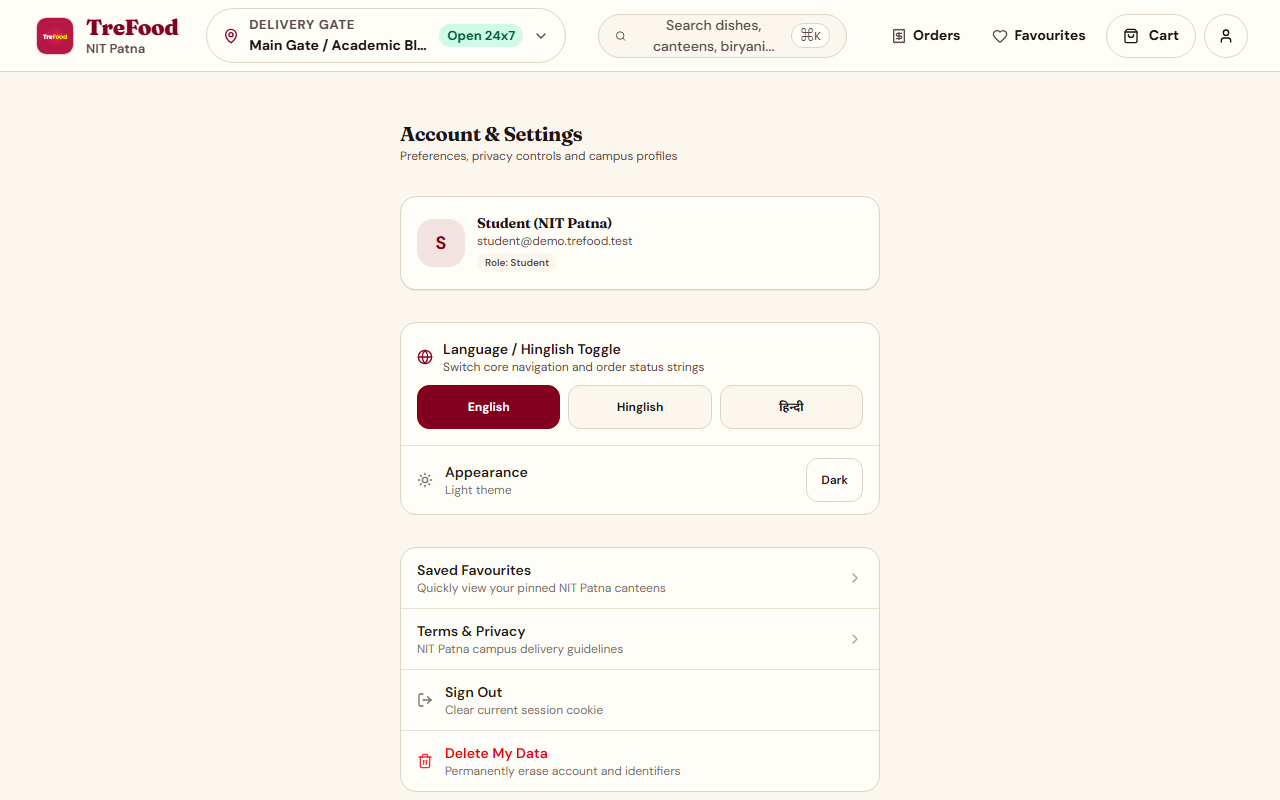 TreFood
TreFood
NIT Patna
DELIVERY GATE
Main Gate / Academic Bl...
Open 24x7
Search dishes,
canteens, biryani...
⌘K
Orders
Favourites
Cart
Account & Settings
Preferences, privacy controls and campus profiles
S
Student (NIT Patna)
student@demo.trefood.test
Role: Student
Language / Hinglish Toggle
Switch core navigation and order status strings
English
Hinglish
हिन्दी
Appearance
Light theme
Dark
Saved Favourites
Quickly view your pinned NIT Patna canteens
Terms & Privacy
NIT Patna campus delivery guidelines
Sign Out
Clear current session cookie
Delete My Data
Permanently erase account and identifiers